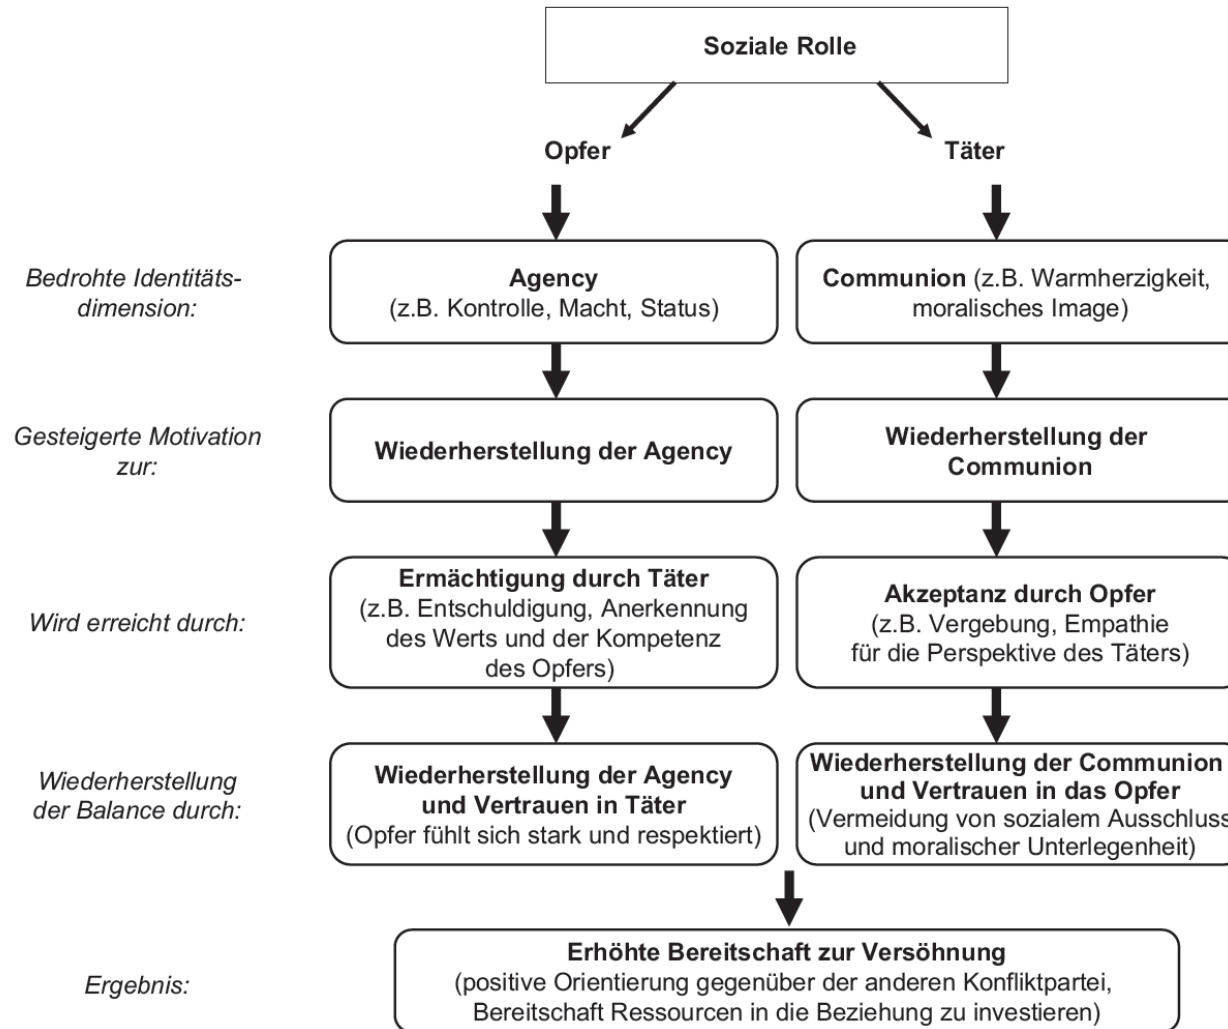 Soziale Rolle
Opfer
Täter
Bedrohte Identitäts-
dimension:
Agency
(z.B. Kontrolle, Macht, Status)
Communion (z.B. Warmherzigkeit,
moralisches Image)
Gesteigerte Motivation
zur:
Wiederherstellung der Agency
Wiederherstellung der
Communion
Wird erreicht durch:
Ermächtigung durch Täter
(z.B. Entschuldigung, Anerkennung
des Werts und der Kompetenz
des Opfers)
Akzeptanz durch Opfer
(z.B. Vergebung, Empathie
für die Perspektive des Täters)
Wiederherstellung
der Balance durch:
Wiederherstellung der Agency
und Vertrauen in Täter
(Opfer fühlt sich stark und respektiert)
Wiederherstellung der Communion
und Vertrauen in das Opfer
(Vermeidung von sozialem Ausschluss
und moralischer Unterlegenheit)
Ergebnis:
Erhöhte Bereitschaft zur Versöhnung
(positive Orientierung gegenüber der anderen Konfliktpartei,
Bereitschaft Ressourcen in die Beziehung zu investieren)